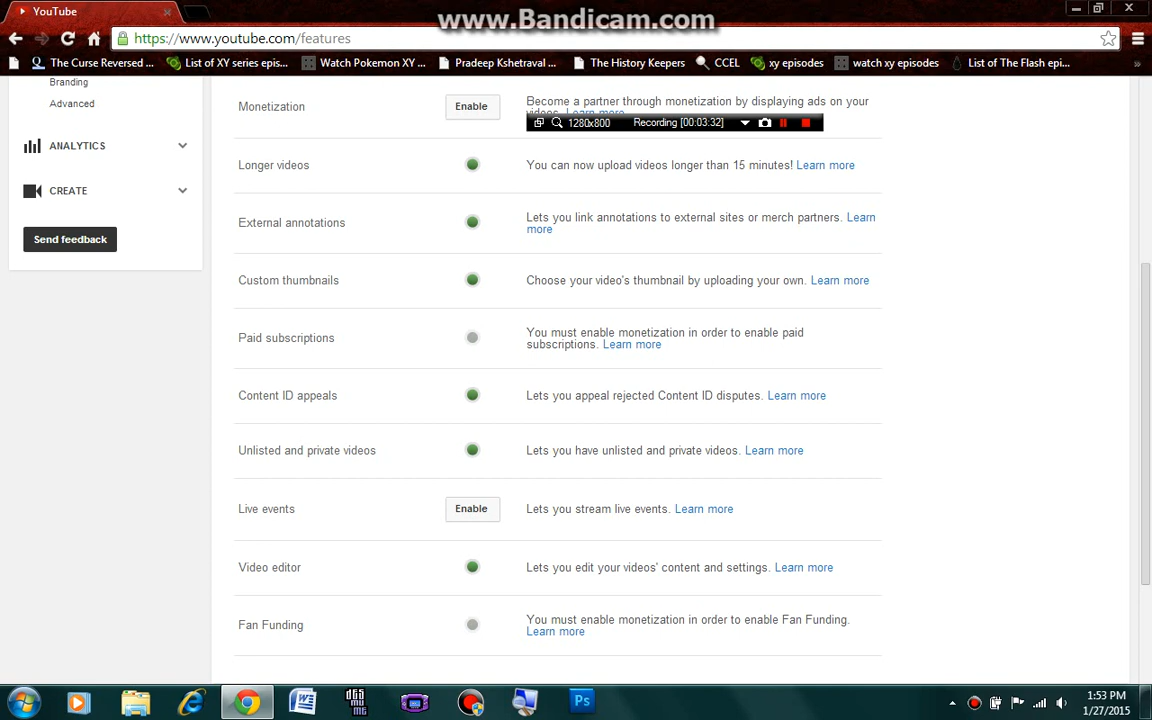 YouTube
www.Bandicam.com
https://www.youtube.com/features
The Curse Reversed ...
List of XY series epis...
Watch Pokemon XY ...
Pradeep Kshetraval ...
The History Keepers
CCEL
xy episodes
watch xy episodes
List of The Flash epi...
»
Branding
Advanced
ANALYTICS
CREATE
Send feedback
Monetization
Enable
Become a partner through monetization by displaying ads on your
videos. Learn more
1280x800 Recording [00:03:32]
Longer videos
You can now upload videos longer than 15 minutes! Learn more
External annotations
Lets you link annotations to external sites or merch partners. Learn
more
Custom thumbnails
Choose your video's thumbnail by uploading your own. Learn more
Paid subscriptions
You must enable monetization in order to enable paid
subscriptions. Learn more
Content ID appeals
Lets you appeal rejected Content ID disputes. Learn more
Unlisted and private videos
Lets you have unlisted and private videos. Learn more
Live events
Enable
Lets you stream live events. Learn more
Video editor
Lets you edit your videos' content and settings. Learn more
Fan Funding
You must enable monetization in order to enable Fan Funding.
Learn more
Ps
1:53 PM
1/27/2015